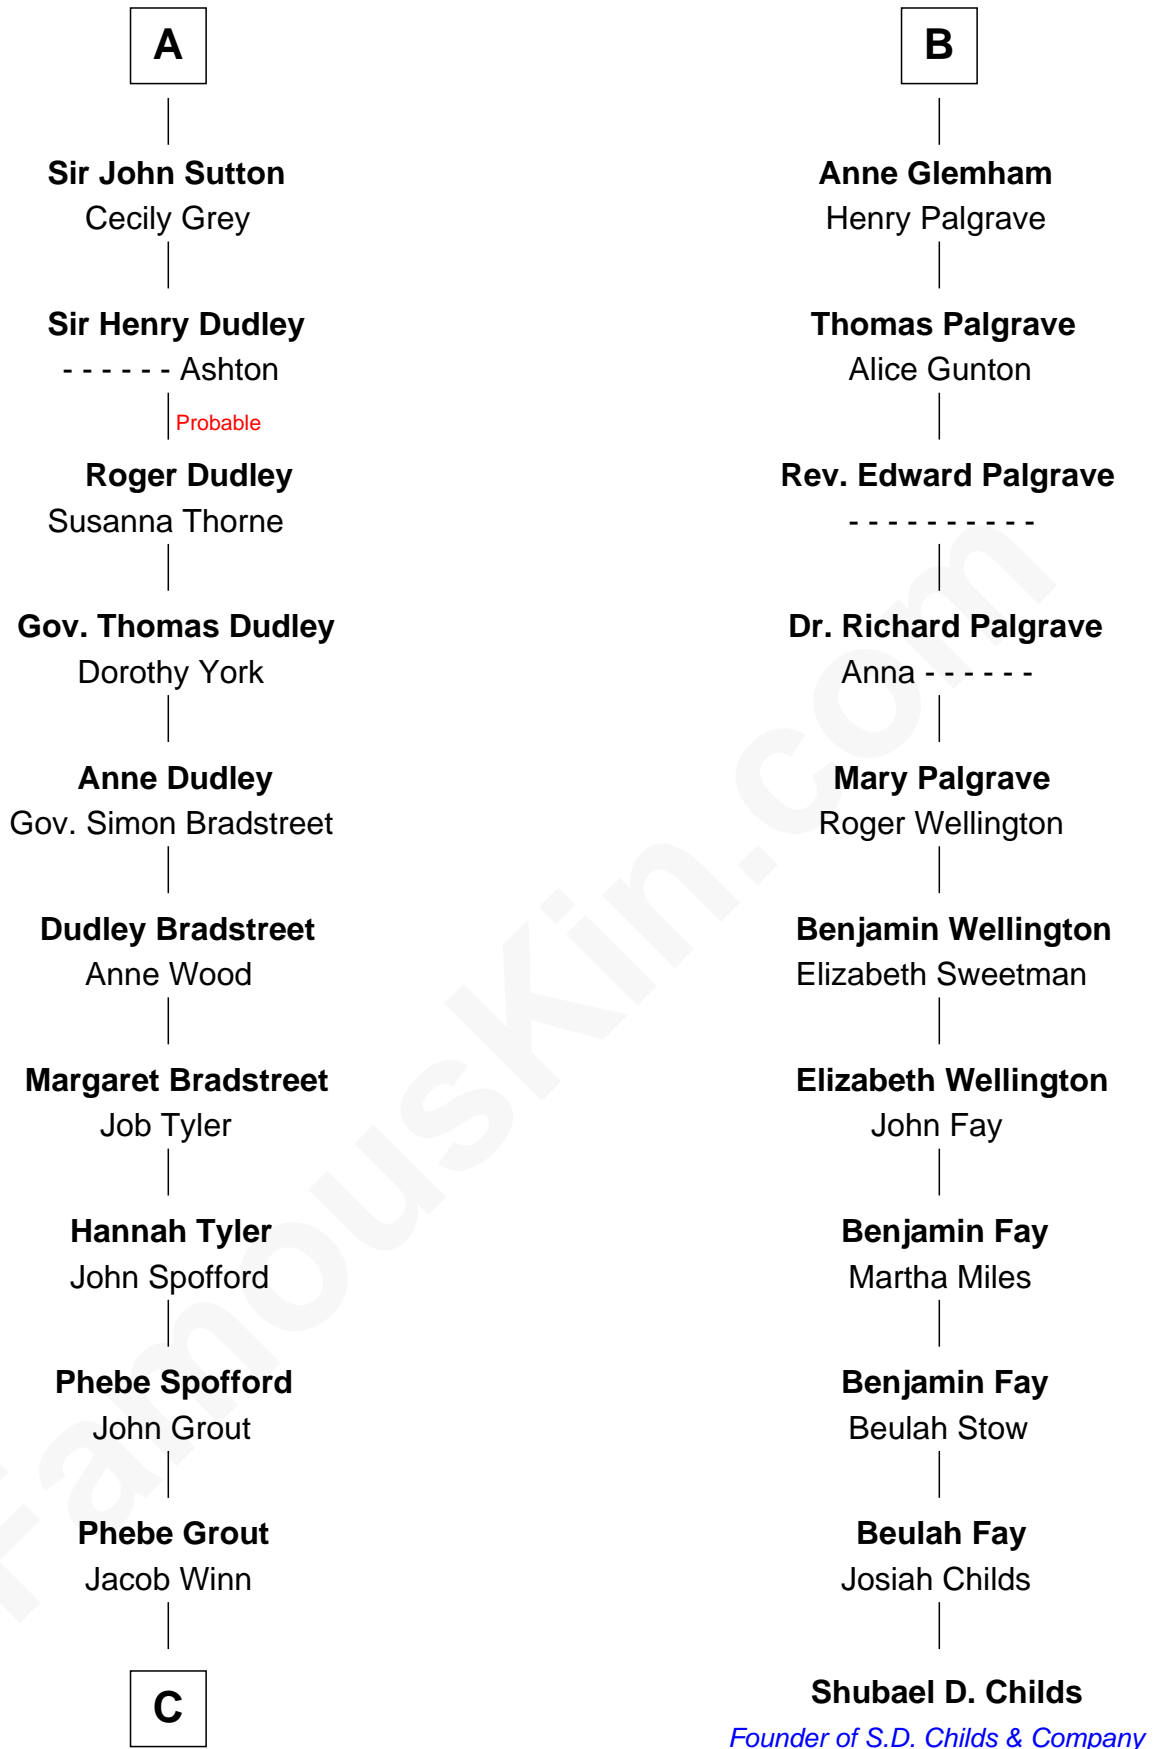 A
Sir John Sutton
Cecily Grey
Sir Henry Dudley
- - - - - - Ashton
Probable
Roger Dudley
Susanna Thorne
Gov. Thomas Dudley
Dorothy York
Anne Dudley
Gov. Simon Bradstreet
Dudley Bradstreet
Anne Wood
Margaret Bradstreet
Job Tyler
Hannah Tyler
John Spofford
Phebe Spofford
John Grout
Phebe Grout
Jacob Winn
C
B
Anne Glemham
Henry Palgrave
Thomas Palgrave
Alice Gunton
Rev. Edward Palgrave
- - - - - - - - - -
Dr. Richard Palgrave
Anna - - - - - -
Mary Palgrave
Roger Wellington
Benjamin Wellington
Elizabeth Sweetman
Elizabeth Wellington
John Fay
Benjamin Fay
Martha Miles
Benjamin Fay
Beulah Stow
Beulah Fay
Josiah Childs
Shubael D. Childs
Founder of S.D. Childs & Company
FamousKin.com